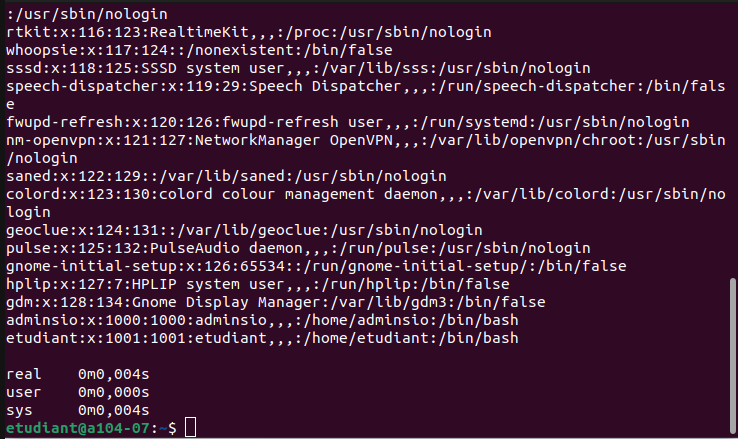 :/usr/sbin/nologin
rtkit:x:116:123:RealtimeKit,,,:/proc:/usr/sbin/nologin
whoopsie:x:117:124::/nonexistent:/bin/false
sssd:x:118:125:SSSD system user,,,:/var/lib/sss:/usr/sbin/nologin
speech-dispatcher:x:119:29:Speech Dispatcher,,,:/run/speech-dispatcher:/bin/fals
e
fwupd-refresh:x:120:126:fwupd-refresh user,,,:/run/systemd:/usr/sbin/nologin
nm-openvpn:x:121:127:NetworkManager OpenVPN,,,:/var/lib/openvpn/chroot:/usr/sbin
/nologin
saned:x:122:129::/var/lib/saned:/usr/sbin/nologin
colord:x:123:130:colord colour management daemon,,,:/var/lib/colord:/usr/sbin/no
login
geoclue:x:124:131::/var/lib/geoclue:/usr/sbin/nologin
pulse:x:125:132:PulseAudio daemon,,,:/run/pulse:/usr/sbin/nologin
gnome-initial-setup:x:126:65534::/run/gnome-initial-setup/:/bin/false
hplip:x:127:7:HPLIP system user,,,:/run/hplip:/bin/false
gdm:x:128:134:Gnome Display Manager:/var/lib/gdm3:/bin/false
adminsio:x:1000:1000:adminsio,,,:/home/adminsio:/bin/bash
etudiant:x:1001:1001:etudiant,,,:/home/etudiant:/bin/bash

real    0m0,004s
user    0m0,000s
sys     0m0,004s
etudiant@a104-07:~$